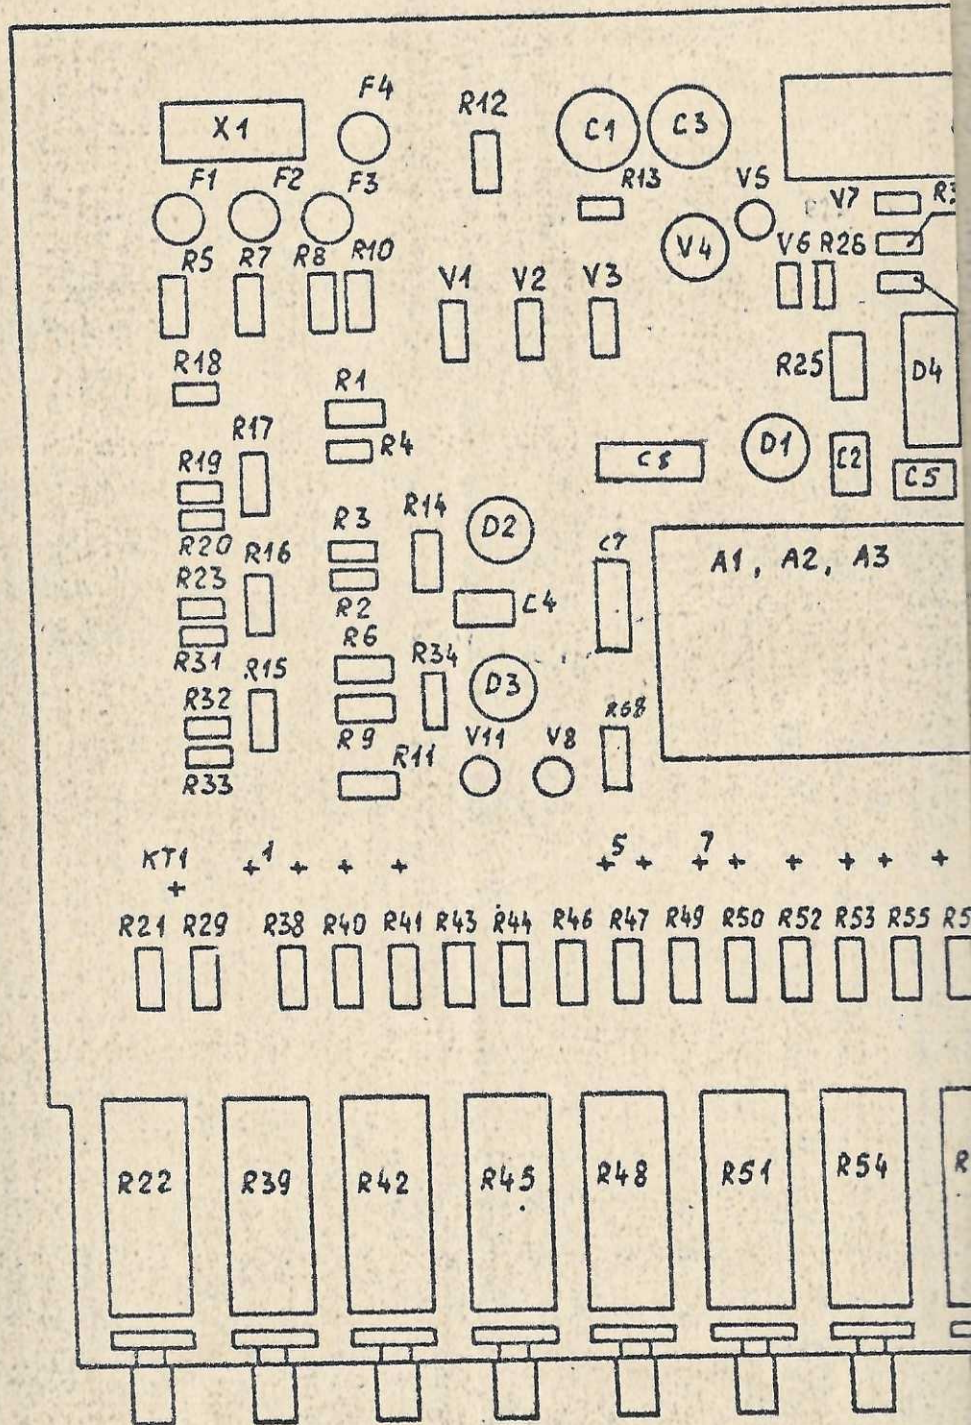 F4
X1
R12
C1
C3
F1
F2
F3
R13
V5
V7
V4
R5
R7
R8
R10
V6
R26
V1
V2
V3
R18
R1
R25
D4
R17
R4
R19
C8
D1
C2
C5
R14
R3
D2
R20
R16
C7
A1, A2, A3
R23
R2
C4
R6
R31
R15
R34
D3
R32
R68
R9
V11
V8
R33
R11
KT1
+
+1 + + + +5 + +7 + + + + +
R21 R29 R38 R40 R41 R43 R44 R46 R47 R49 R50 R52 R53 R55
R22 R39 R42 R45 R48 R51 R54